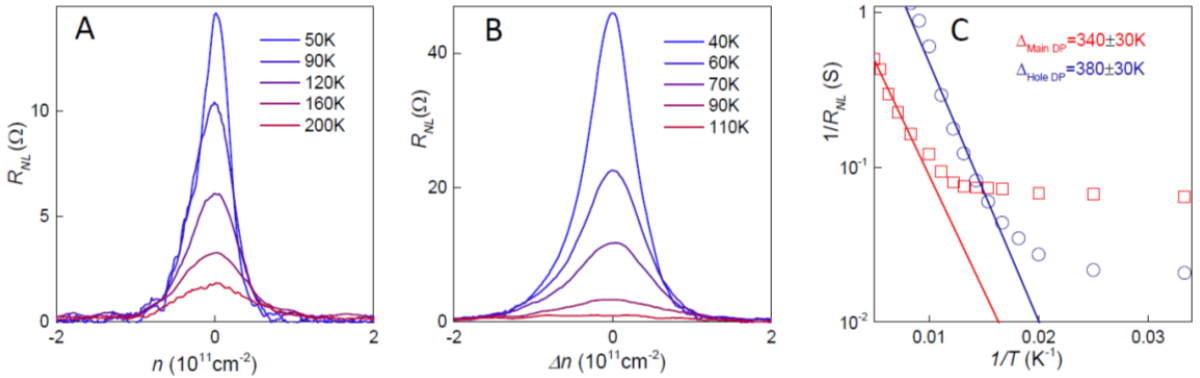 A
50K
90K
120K
160K
200K
10
5
0
R_NL (Ω)
-2
0
2
n (10^11cm^-2)
B
40K
60K
70K
90K
110K
40
20
0
R_NL(Ω)
-2
0
2
Δn (10^11cm^-2)
C
Δ_Main DP=340±30K
Δ_Hole DP=380±30K
1
10^-1
10^-2
1/R_NL (S)
0.01
0.02
0.03
1/T (K^-1)